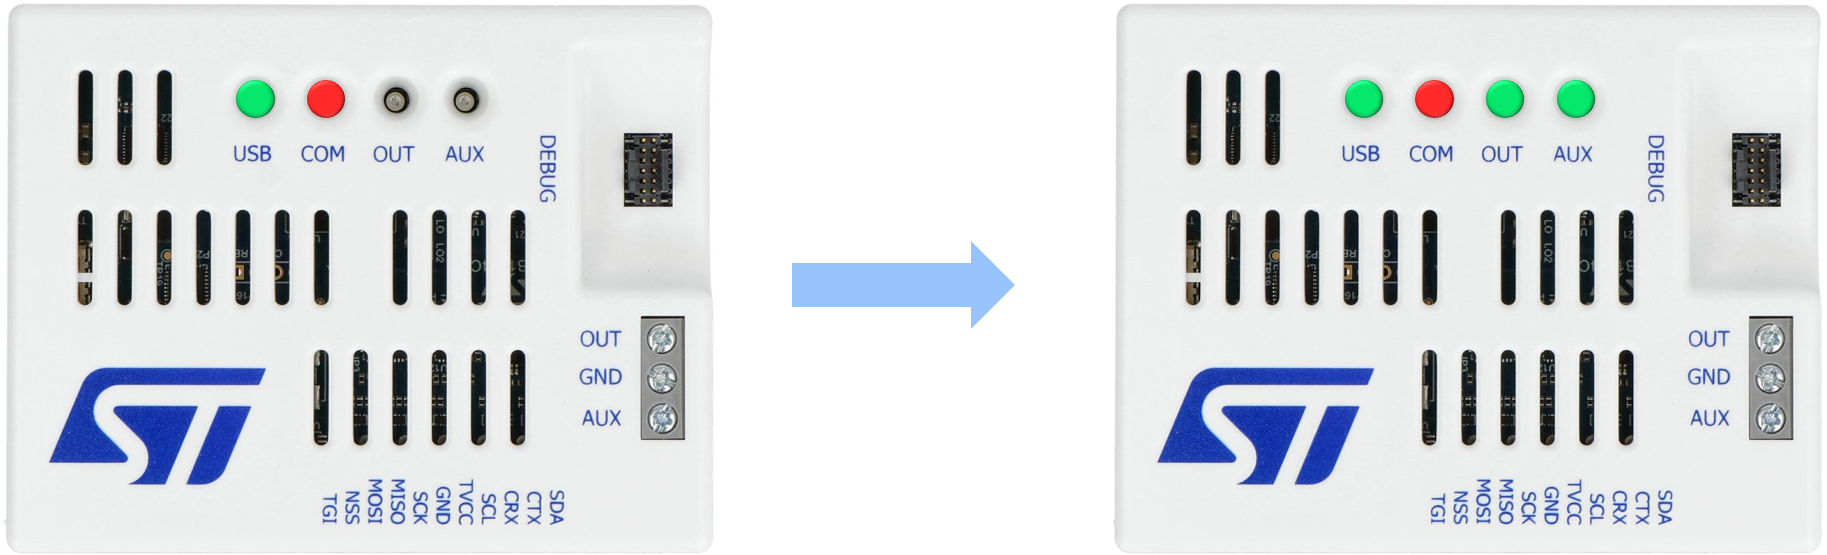 USB COM OUT AUX
DEBUG
OUT
GND
AUX
ST
TGI
NSS
MOSI
MISO
SCK
GND
TVCC
SCL
CRX
CTX
SDA
USB COM OUT AUX
DEBUG
OUT
GND
AUX
ST
TGI
NSS
MOSI
MISO
SCK
GND
TVCC
SCL
CRX
CTX
SDA